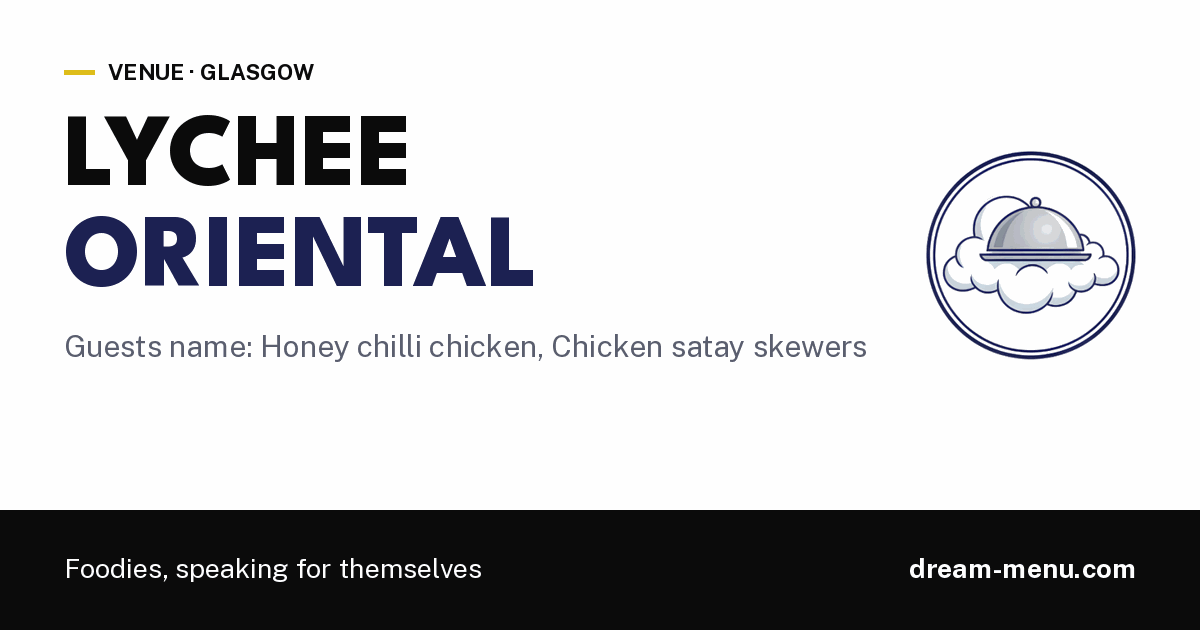 VENUE · GLASGOW
LYCHEE
ORIENTAL
Guests name: Honey chilli chicken, Chicken satay skewers
Foodies, speaking for themselves
dream-menu.com